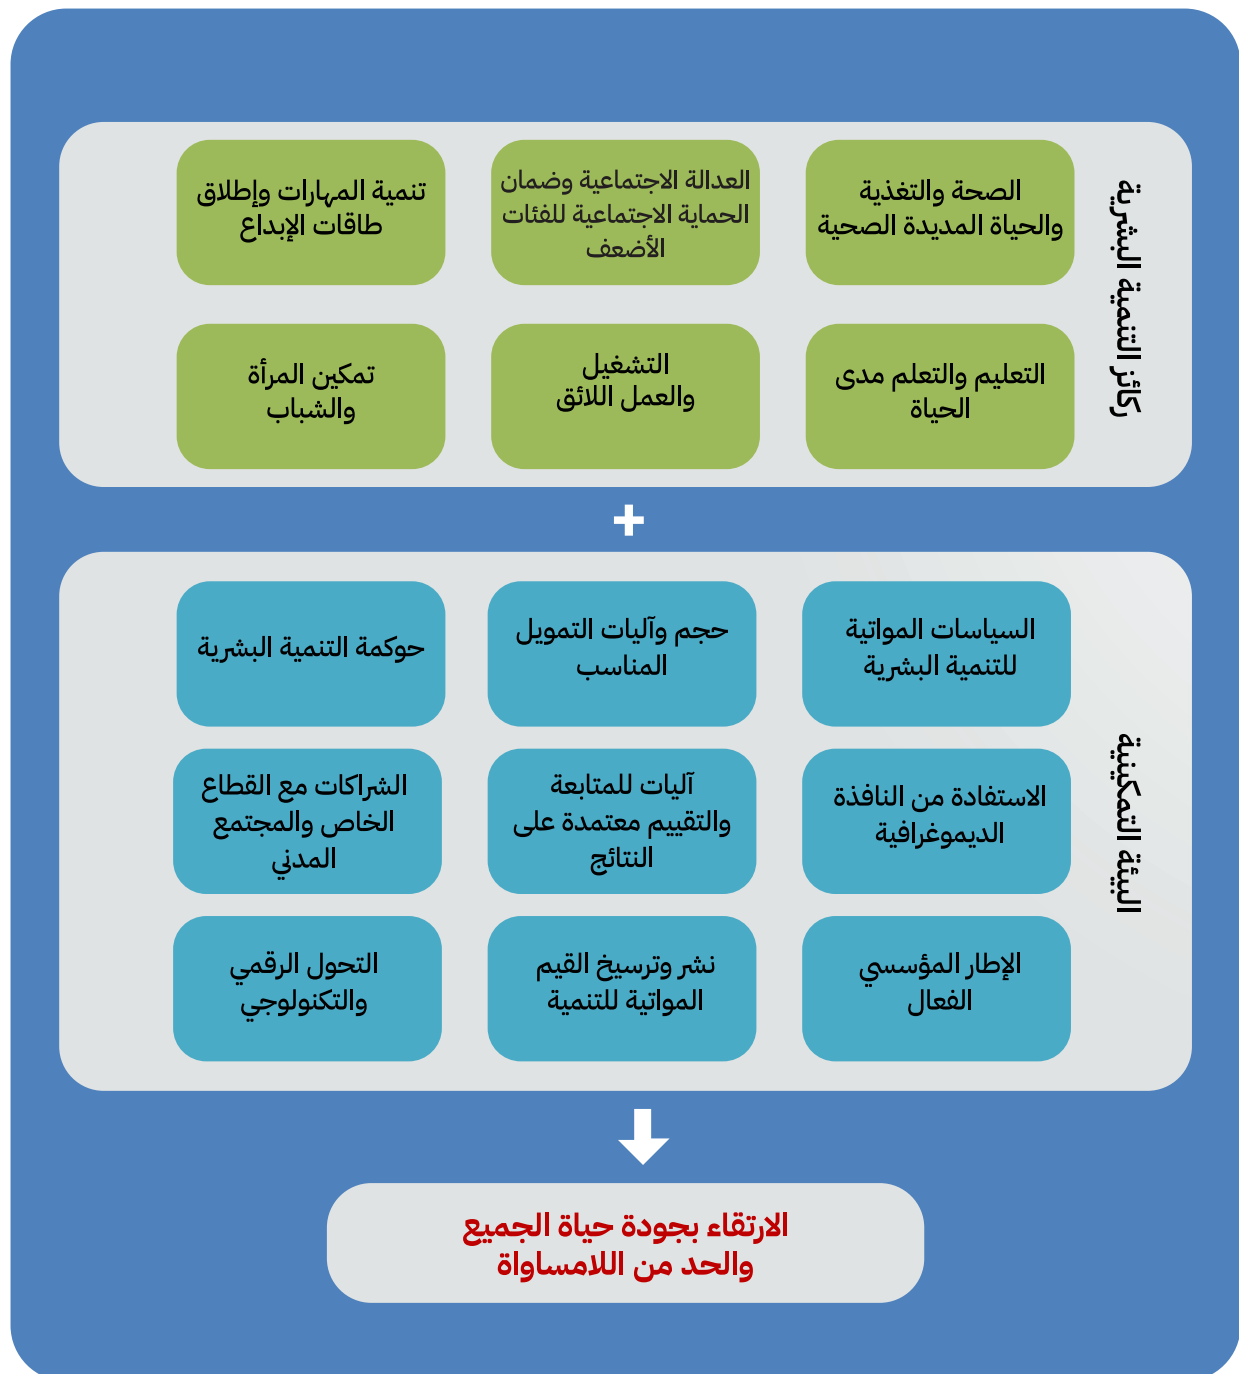 ركائز التنمية البشرية
الصحة والتغذية
والحياة المديدة الصحية
العدالة الاجتماعية وضمان
الحماية الاجتماعية للفئات
الأضعف
تنمية المهارات وإطلاق
طاقات الإبداع
التعليم والتعلم مدى
الحياة
التشغيل
والعمل اللائق
تمكين المرأة
والشباب
+
البيئة التمكينية
السياسات المواتية
للتنمية البشرية
حجم وآليات التمويل
المناسب
حوكمة التنمية البشرية
الاستفادة من النافذة
الديموغرافية
آليات للمتابعة
والتقييم معتمدة على
النتائج
الشراكات مع القطاع
الخاص والمجتمع
المدني
الإطار المؤسسي
الفعال
نشر وترسيخ القيم
المواتية للتنمية
التحول الرقمي
والتكنولوجي
الارتقاء بجودة حياة الجميع
والحد من اللامساواة